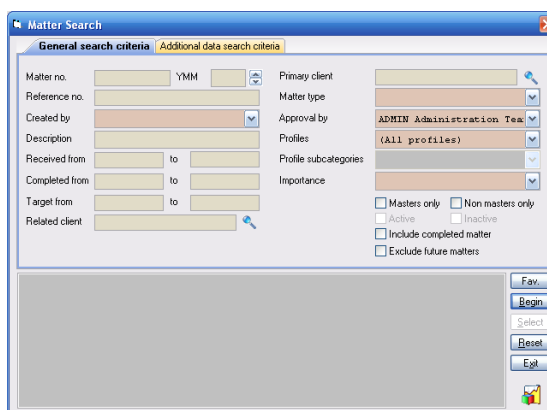 Matter Search
General search criteria Additional data search criteria
Matter no. YMM Primary client
Reference no. Matter type
Created by Approval by ADMIN Administration Tea
Description Profiles (All profiles)
Received from to Profile subcategories
Completed from to Importance
Target from to Masters only Non masters only
Related client Active Inactive
Include completed matter
Exclude future matters
Fav.
Begin
Select
Reset
Exit